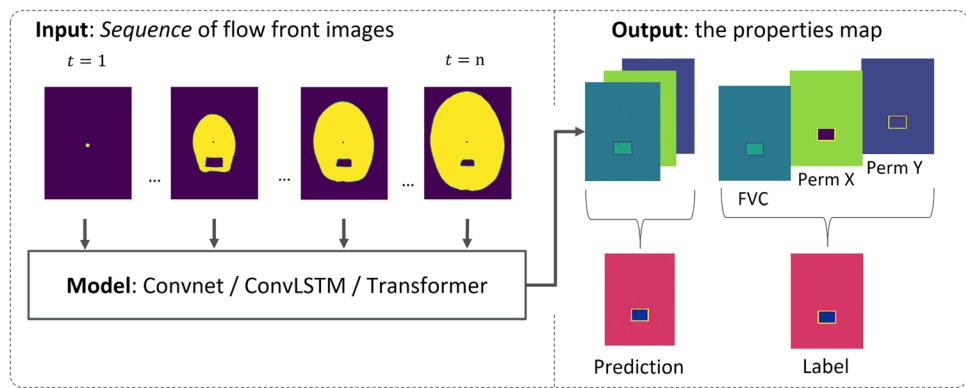 Input: Sequence of flow front images
t = 1
t = n
... ... ...
Model: Convnet / ConvLSTM / Transformer
Output: the properties map
FVC
Perm X
Perm Y
Prediction
Label